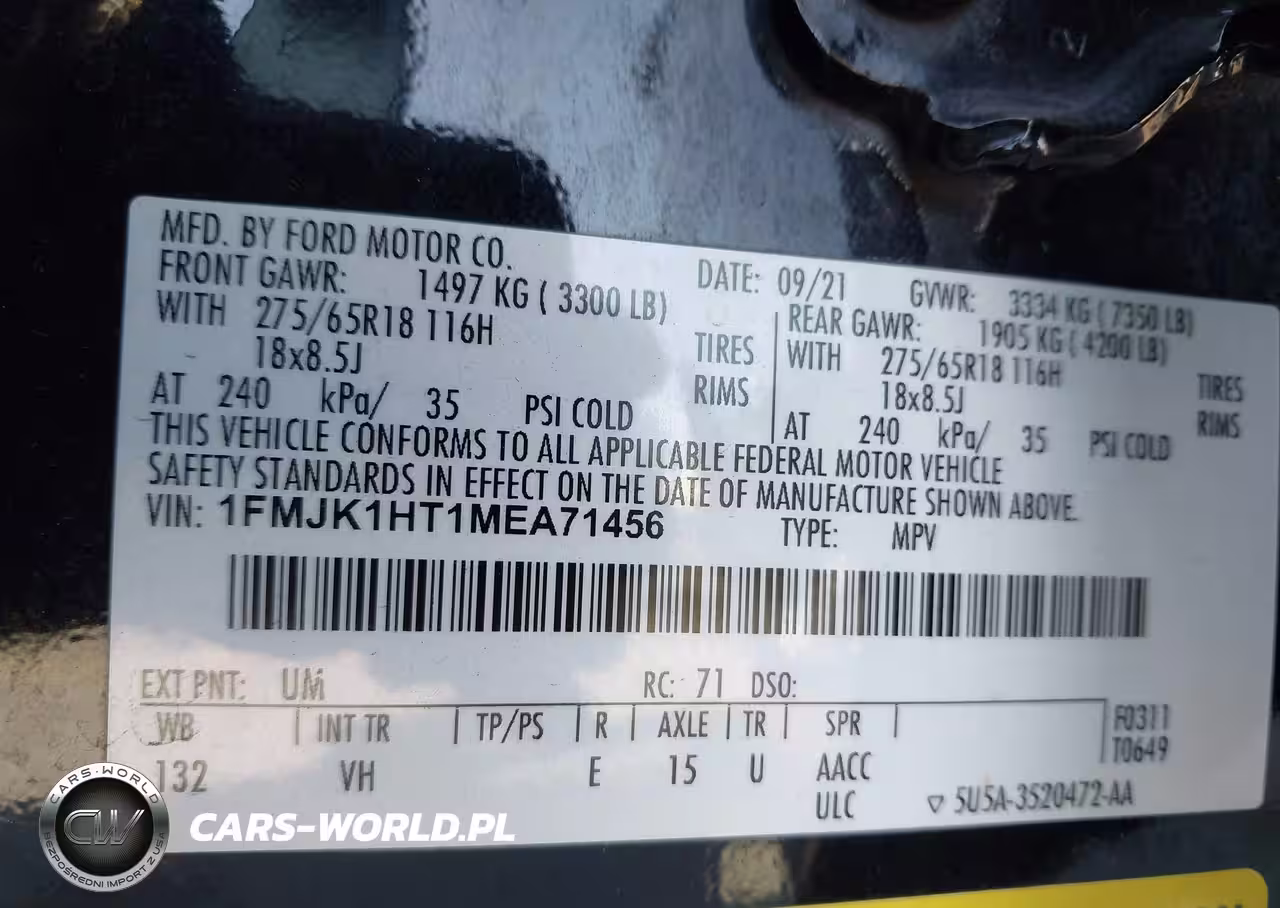 MFD. BY FORD MOTOR CO. DATE: 09/21 GVWR: 3334 KG ( 7350 LB)
FRONT GAWR: 1497 KG ( 3300 LB) REAR GAWR: 1905 KG ( 4200 LB)
WITH 275/65R18 116H TIRES WITH 275/65R18 116H TIRES
18x8.5J RIMS 18x8.5J RIMS
AT 240 kPa/ 35 PSI COLD AT 240 kPa/ 35 PSI COLD
THIS VEHICLE CONFORMS TO ALL APPLICABLE FEDERAL MOTOR VEHICLE
SAFETY STANDARDS IN EFFECT ON THE DATE OF MANUFACTURE SHOWN ABOVE.
VIN: 1FMJK1HT1MEA71456 TYPE: MPV
EXT PNT: UM RC: 71 DSO:
WB INT TR TP/PS R AXLE TR SPR F0311
T0649
132 VH E 15 U AACC
ULC 5U5A-3520472-AA
CARS-WORLD
CW
BEZPOŚREDNI IMPORT Z USA
CARS-WORLD.PL